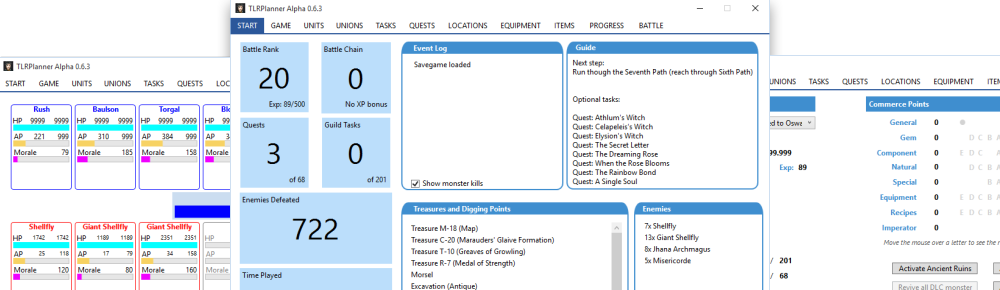 TLRPlanner Alpha 0.6.3
START GAME UNITS UNIONS TASKS QUESTS LOCATIONS EQUIPMENT ITEMS PROGRESS BATTLE
Battle Rank
20
Exp: 89/500
Battle Chain
0
No XP bonus
Quests
3
of 68
Guild Tasks
0
of 201
Enemies Defeated
722
Time Played
Event Log
Savegame loaded
Show monster kills
Guide
Next step:
Run though the Seventh Path (reach through Sixth Path)
Optional tasks:
Quest: Athlum's Witch
Quest: Celapeleis's Witch
Quest: Elysion's Witch
Quest: The Secret Letter
Quest: The Dreaming Rose
Quest: When the Rose Blooms
Quest: The Rainbow Bond
Quest: A Single Soul
Treasures and Digging Points
Treasure M-18 (Map)
Treasure C-20 (Marauders' Glaive Formation)
Treasure T-10 (Greaves of Growling)
Treasure R-7 (Medal of Strength)
Morsel
Excavation (Antique)
Enemies
7x Shellfly
13x Giant Shellfly
8x Jhana Archmagus
5x Misericorde
TLRPlanner Alpha 0.6.3
START GAME UNITS UNIONS TASKS QUESTS LOC
Rush
HP 9999 9999
AP 221 999
Morale 79
Baulson
HP 9999 9999
AP 310 999
Morale 185
Torgal
HP 9999 9999
AP 384 999
Morale 158
HP 9999
AP 344
Morale
Shellfly
HP 1742 1742
AP 25 118
Morale 120
Giant Shellfly
HP 1189 1189
AP 17 79
Morale 80
Giant Shellfly
HP 2351 2351
AP 34 158
Morale 160
HP
AP
Morale
UNIONS TASKS QUESTS LOCATIONS EQUIPMENT ITE
99.999
Exp: 89
/ 201
/ 68
Commerce Points
General 0
Gem 0 D C B A
Component 0 E D C A
Natural 0 D C B A
Special 0 B A
Equipment 0 E D C B A
Recipes 0 E D C B A
Imperator 0
Move the mouse over a letter to see the r
Activate Ancient Ruins
Revive all DLC monster